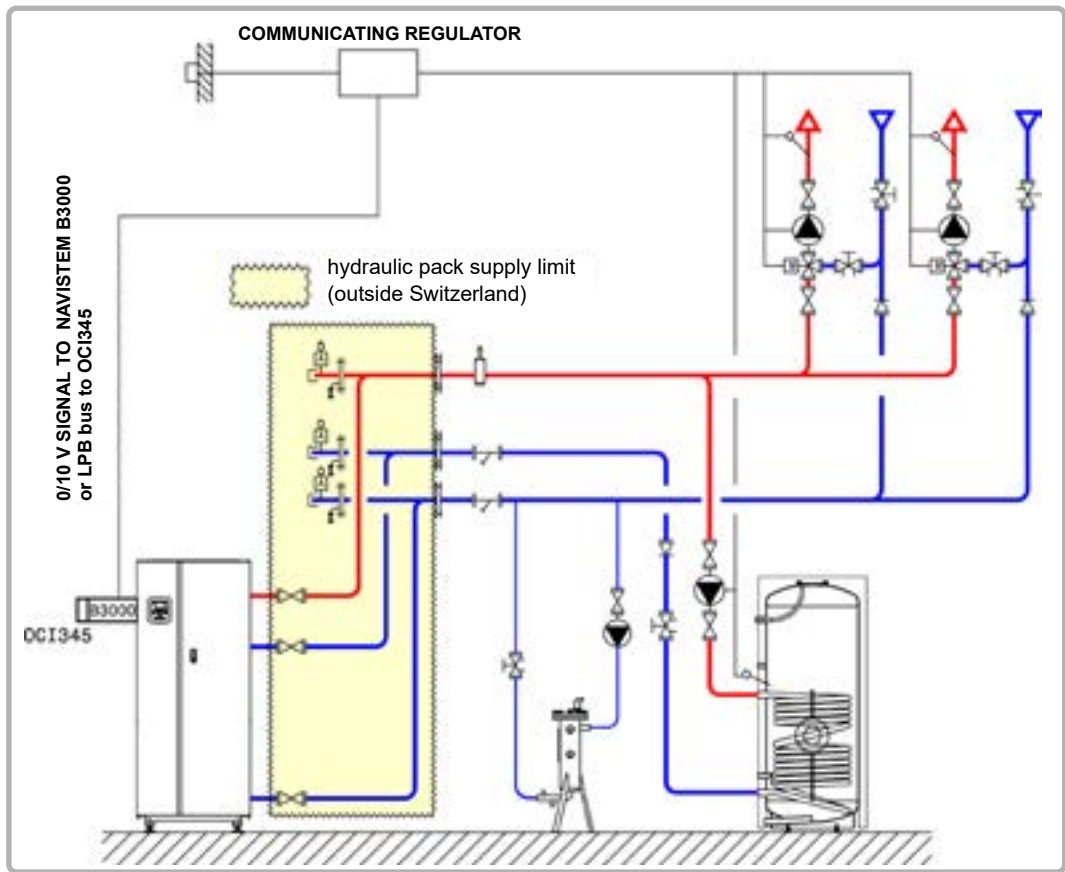 COMMUNICATING REGULATOR
0/10 V SIGNAL TO NAVISTEM B3000
or LPB bus to OCI345
hydraulic pack supply limit
(outside Switzerland)
B3000
OCI345